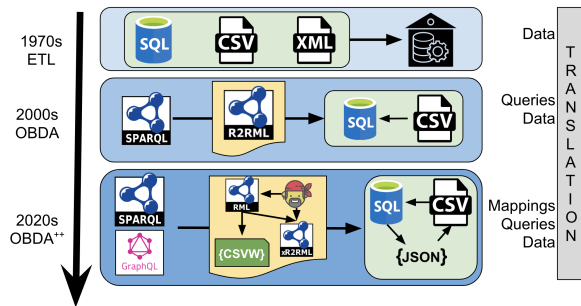 1970s
ETL
SQL
CSV
XML
Data
2000s
OBDA
SPARQL
R2RML
SQL
CSV
Queries
Data
2020s
OBDA++
SPARQL
GraphQL
RML
{CSVW}
xR2RML
SQL
CSV
{JSON}
Mappings
Queries
Data
TRANSLATION